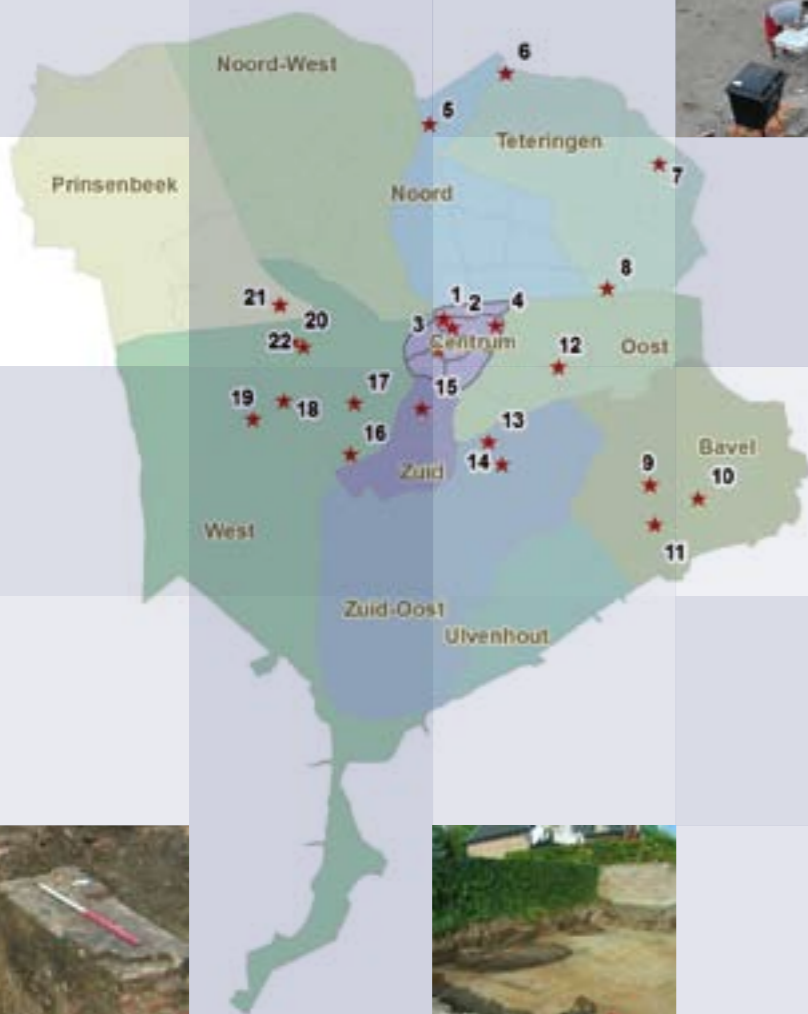 6
Noord-West
5
Teteringen
7
Prinsenbeek
Noord
8
21
20
22
1
2
4
3
Centrum
12
Oost
19
18
17
15
16
13
14
Zuid
Bavel
9
10
11
West
Zuid-Oost
Ulvenhout